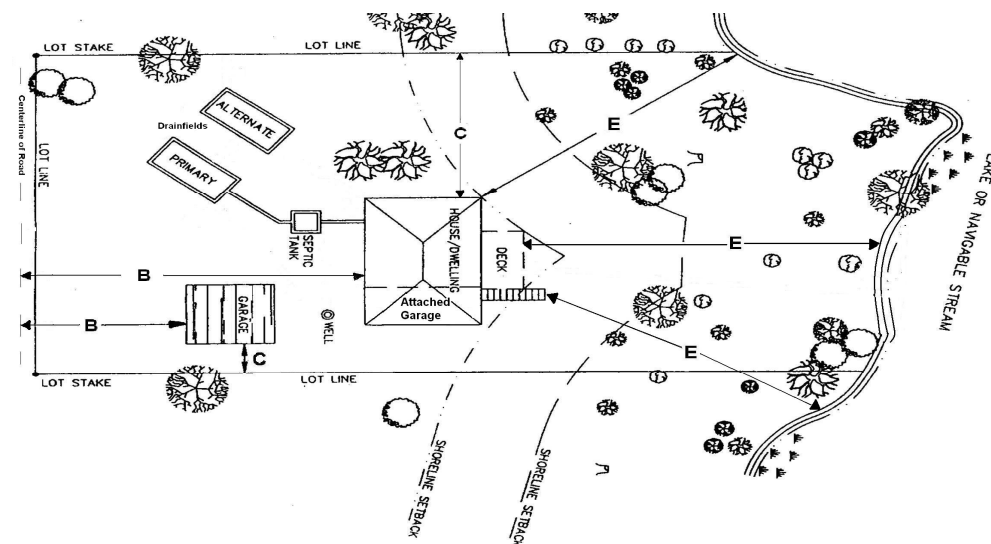 LOT STAKE
LOT LINE
Centerline of Road
LOT LINE
ALTERNATE
Drainfields
PRIMARY
SEPTIC
TANK
C
E
HOUSE/DWELLING
DECK
E
B
Attached
Garage
GARAGE
WELL
B
C
E
LOT STAKE
LOT LINE
LAKE OR NAVIGABLE STREAM
SHORELINE SETBACK
SHORELINE SETBACK